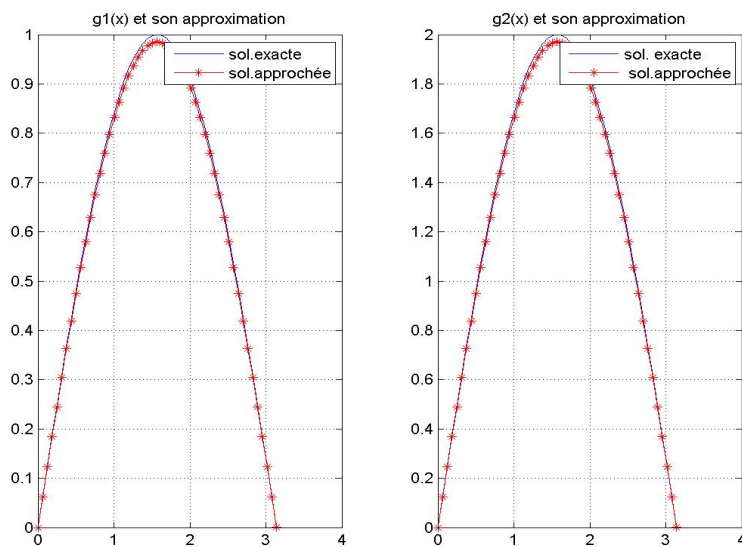 g1(x) et son approximation
1
0.9
0.8
0.7
0.6
0.5
0.4
0.3
0.2
0.1
0
0 1 2 3 4
sol.exacte
sol.approchée
g2(x) et son approximation
2
1.8
1.6
1.4
1.2
1
0.8
0.6
0.4
0.2
0
0 1 2 3 4
sol. exacte
sol.approchée